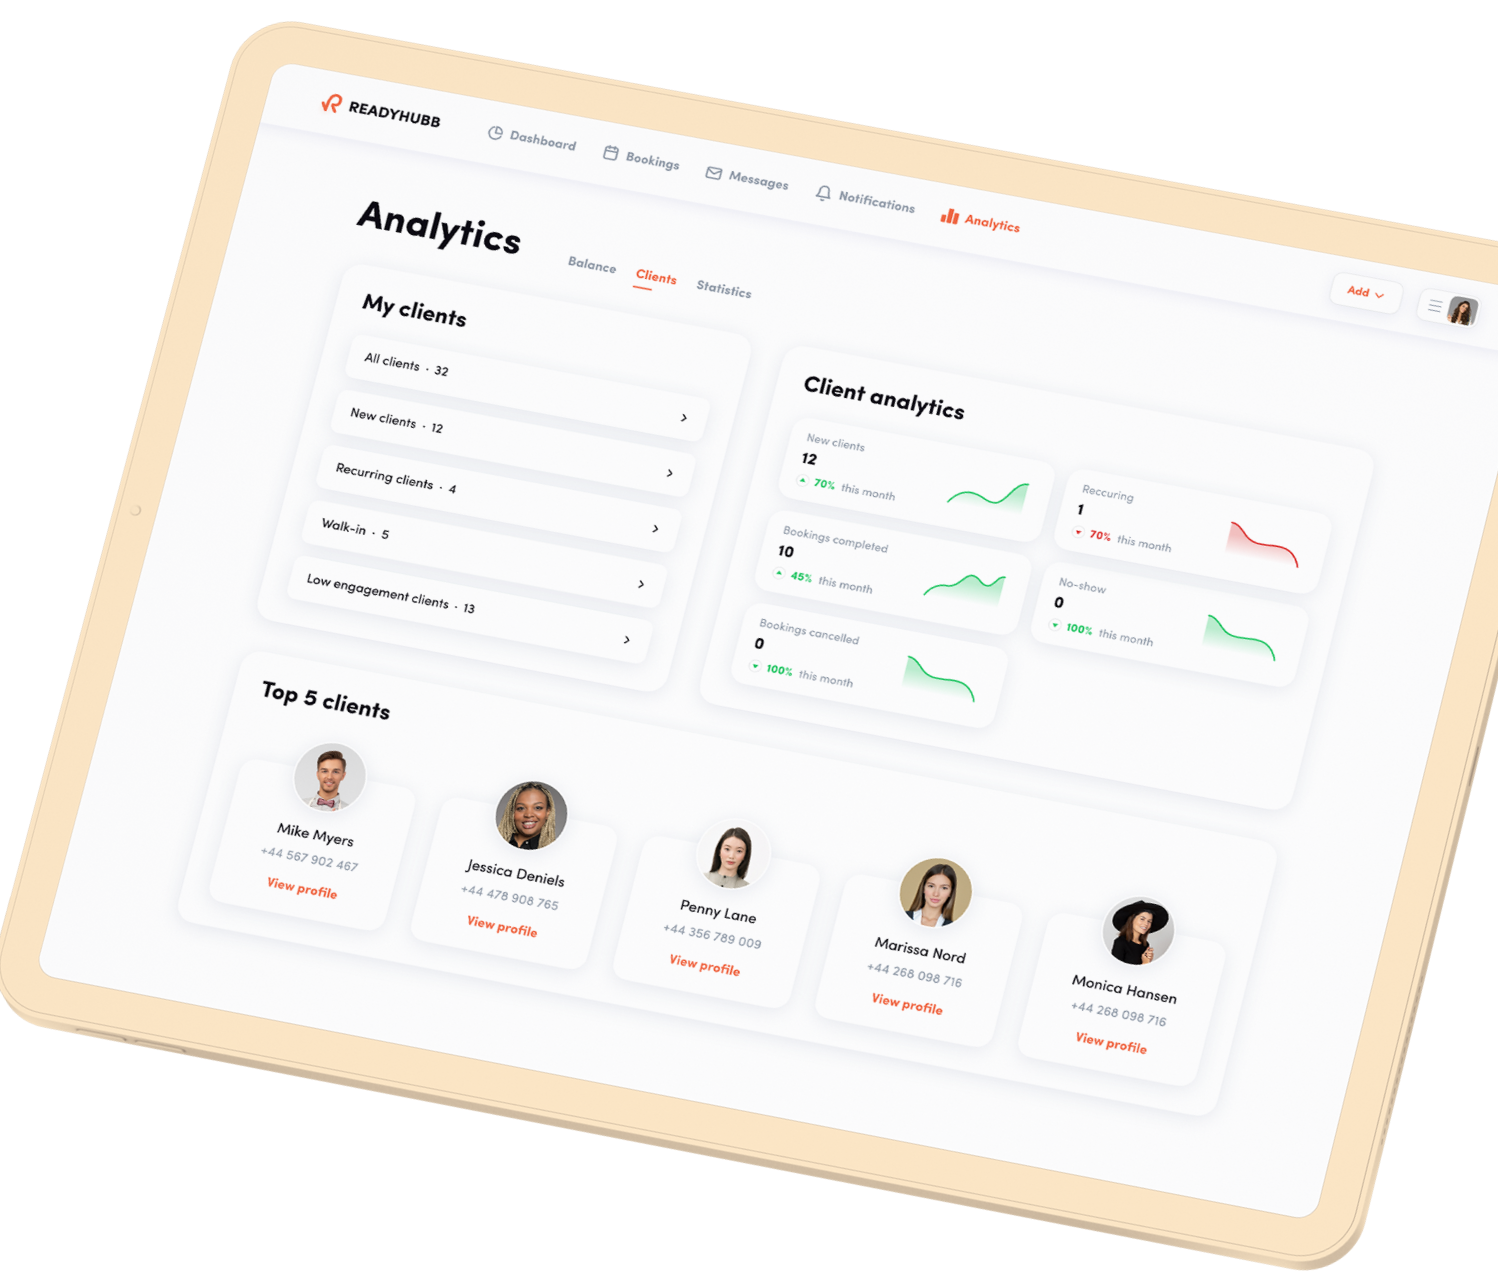 READYHUBB
Dashboard
Bookings
Messages
Notifications
Analytics
Add
Analytics
Balance
Clients
Statistics
My clients
All clients · 32
New clients · 12
Recurring clients · 4
Walk-in · 5
Low engagement clients · 13
Client analytics
New clients
12
70% this month
Reccuring
1
70% this month
Bookings completed
10
45% this month
No-show
0
100% this month
Bookings cancelled
0
100% this month
Top 5 clients
Mike Myers
+44 567 902 467
View profile
Jessica Deniels
+44 478 908 765
View profile
Penny Lane
+44 356 789 009
View profile
Marissa Nord
+44 268 098 716
View profile
Monica Hansen
+44 268 098 716
View profile